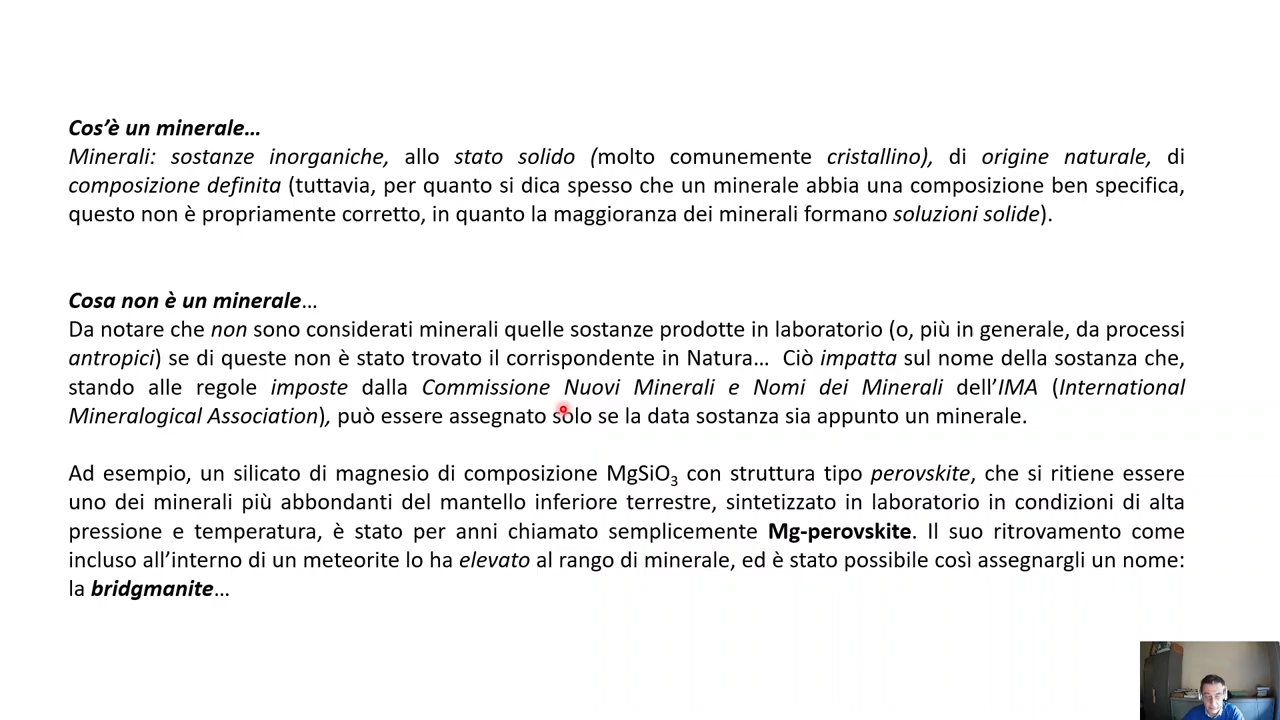 Cos’è un minerale…
Minerali: sostanze inorganiche, allo stato solido (molto comunemente cristallino), di origine naturale, di
composizione definita (tuttavia, per quanto si dica spesso che un minerale abbia una composizione ben specifica,
questo non è propriamente corretto, in quanto la maggioranza dei minerali formano soluzioni solide).
Cosa non è un minerale…
Da notare che non sono considerati minerali quelle sostanze prodotte in laboratorio (o, più in generale, da processi
antropici) se di queste non è stato trovato il corrispondente in Natura… Ciò impatta sul nome della sostanza che,
stando alle regole imposte dalla Commissione Nuovi Minerali e Nomi dei Minerali dell’IMA (International
Mineralogical Association), può essere assegnato solo se la data sostanza sia appunto un minerale.
Ad esempio, un silicato di magnesio di composizione MgSiO₃ con struttura tipo perovskite, che si ritiene essere
uno dei minerali più abbondanti del mantello inferiore terrestre, sintetizzato in laboratorio in condizioni di alta
pressione e temperatura, è stato per anni chiamato semplicemente Mg-perovskite. Il suo ritrovamento come
incluso all’interno di un meteorite lo ha elevato al rango di minerale, ed è stato possibile così assegnargli un nome:
la bridgmanite…